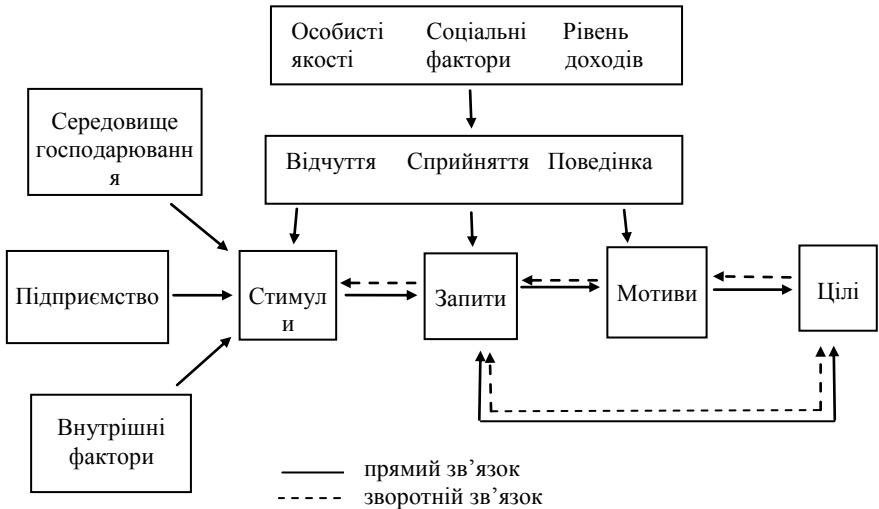 Особисті Соціальні Рівень
якості фактори доходів
Середовище
господарюванн
я
Відчуття Сприйняття Поведінка
Підприємство
Стимул
и
Запити
Мотиви
Цілі
Внутрішні
фактори
прямий зв’язок
зворотній зв’язок